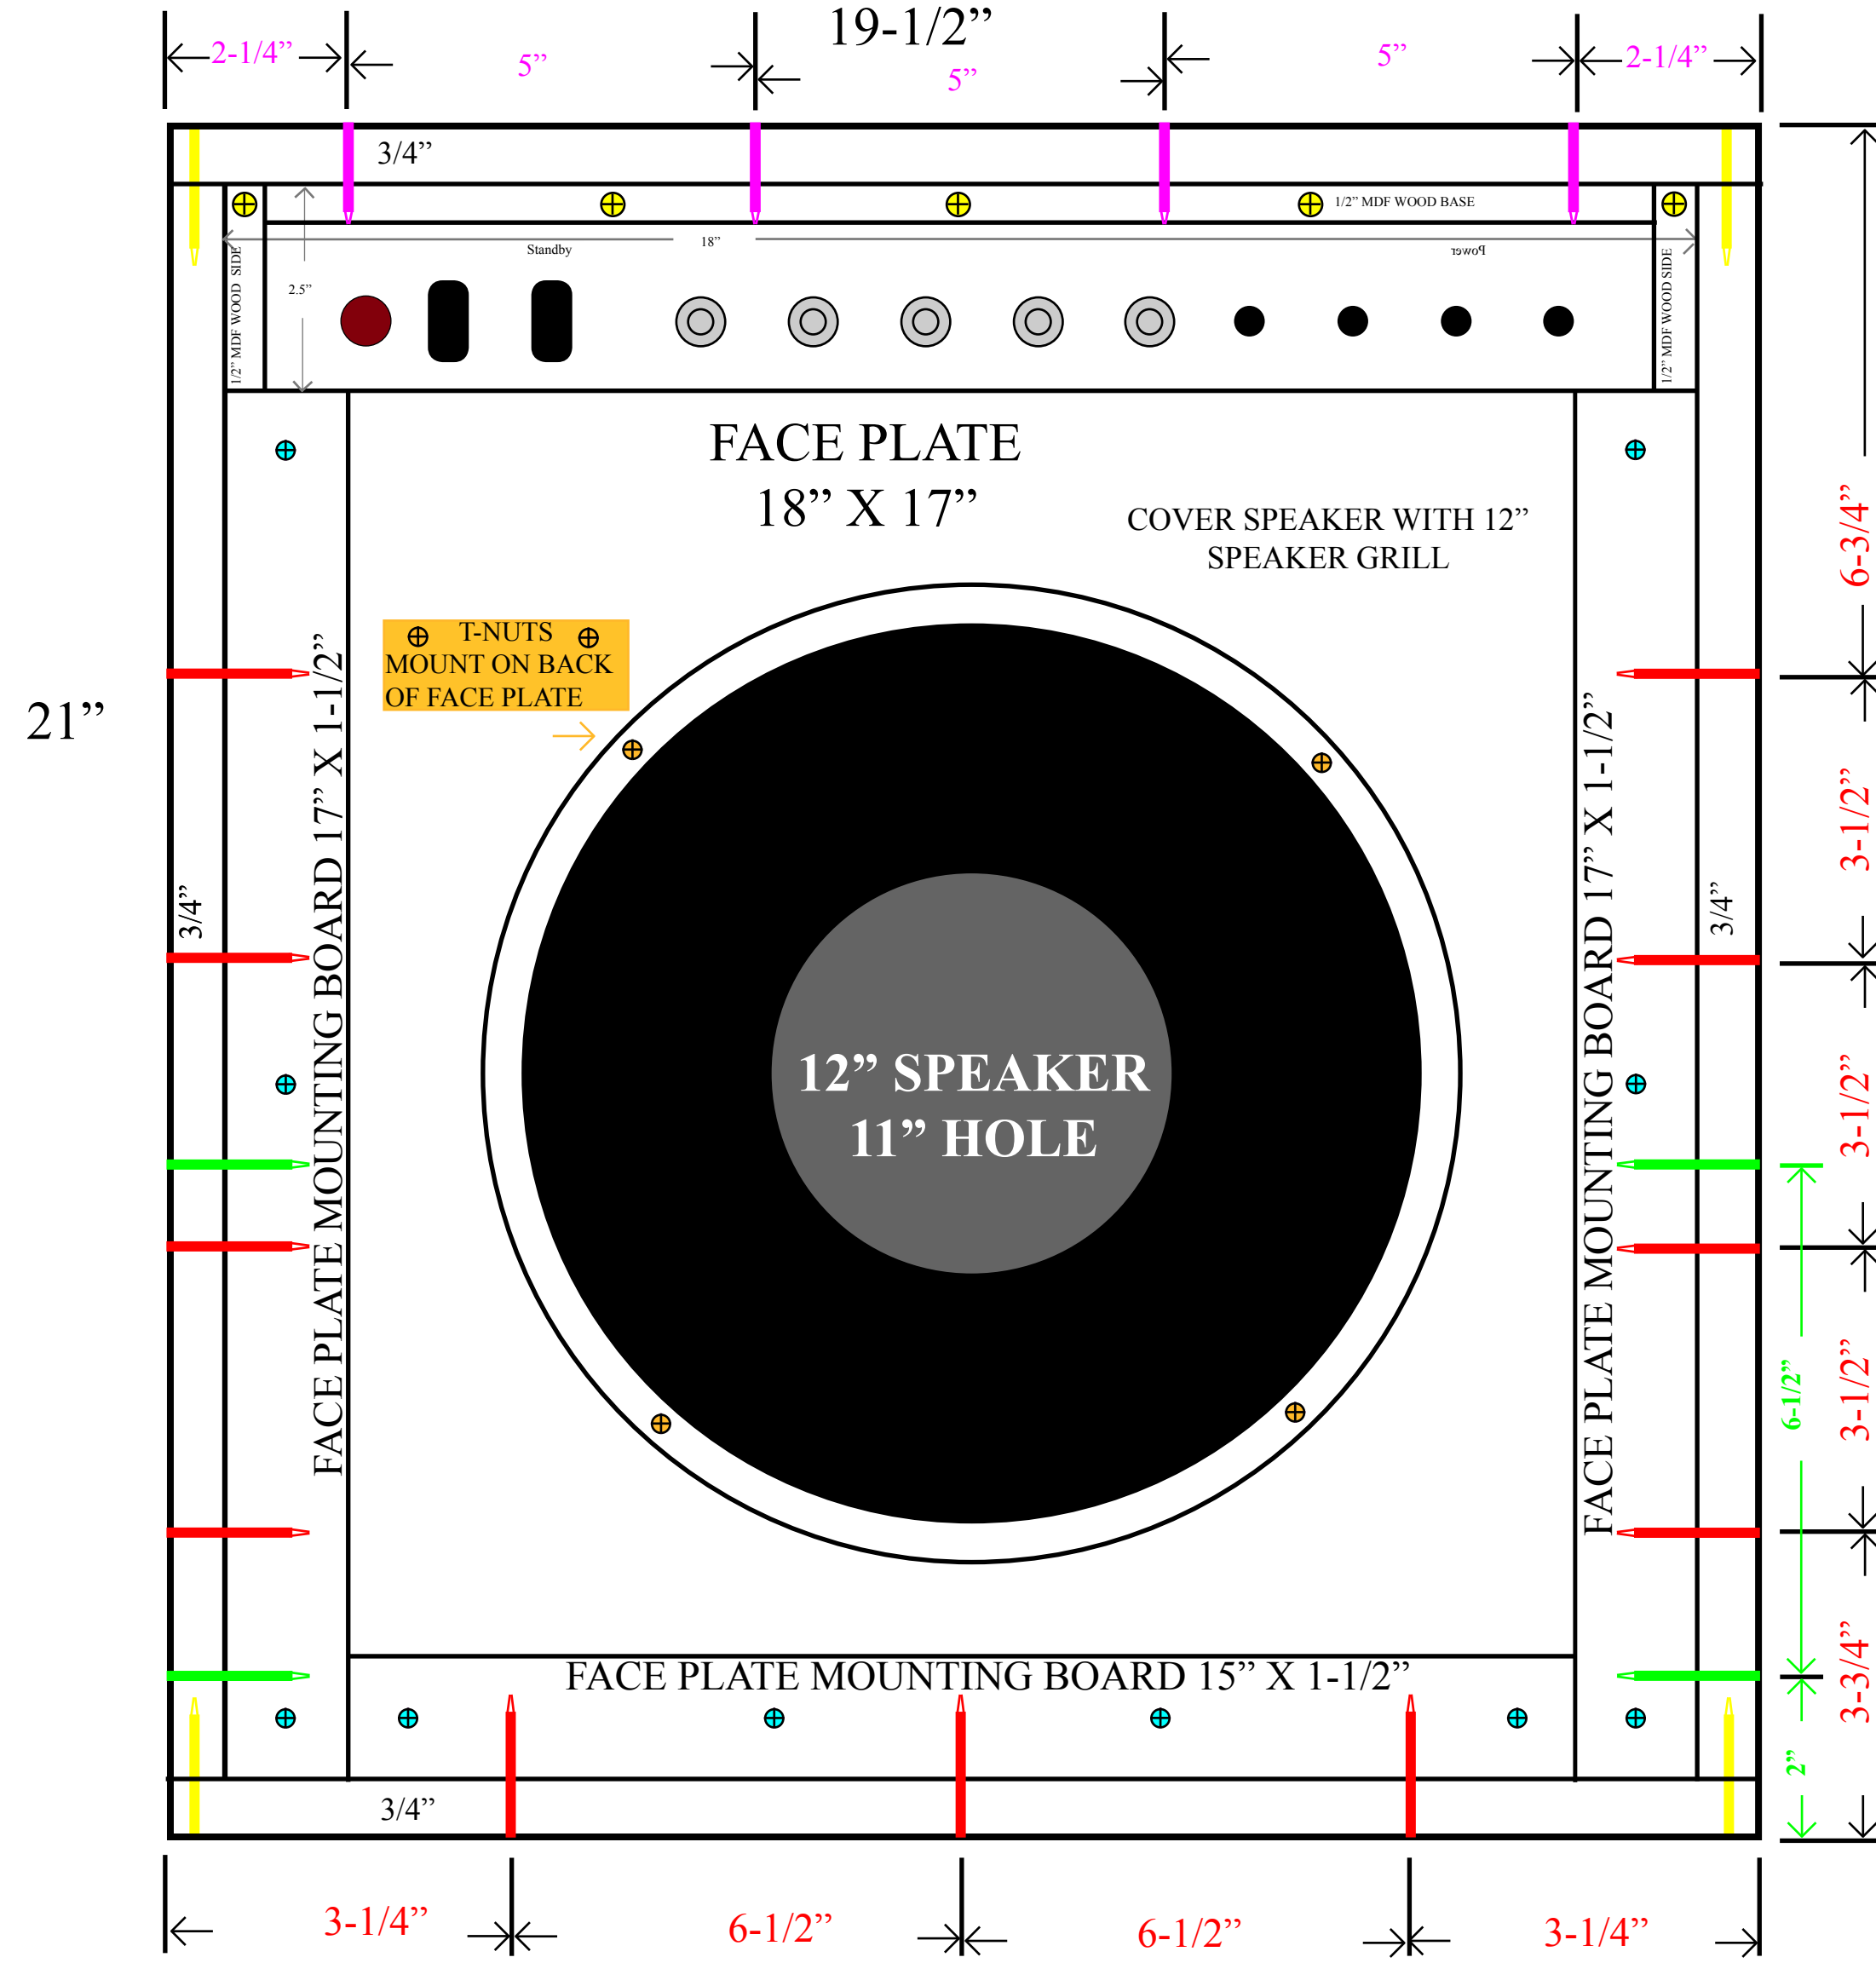 19-1/2”
2-1/4”
5”
5”
5”
2-1/4”
3/4”
1/2” MDF WOOD BASE
18”
Standby
Power
2.5”
1/2” MDF WOOD SIDE
1/2” MDF WOOD SIDE
FACE PLATE
18” X 17”
COVER SPEAKER WITH 12”
SPEAKER GRILL
T-NUTS
MOUNT ON BACK
OF FACE PLATE
21”
3/4”
FACE PLATE MOUNTING BOARD 17” X 1-1/2”
12” SPEAKER
11” HOLE
FACE PLATE MOUNTING BOARD 17” X 1-1/2”
3/4”
6-3/4”
3-1/2”
3-1/2”
3-1/2”
3-3/4”
6-1/2”
2”
FACE PLATE MOUNTING BOARD 15” X 1-1/2”
3/4”
3-1/4”
6-1/2”
6-1/2”
3-1/4”